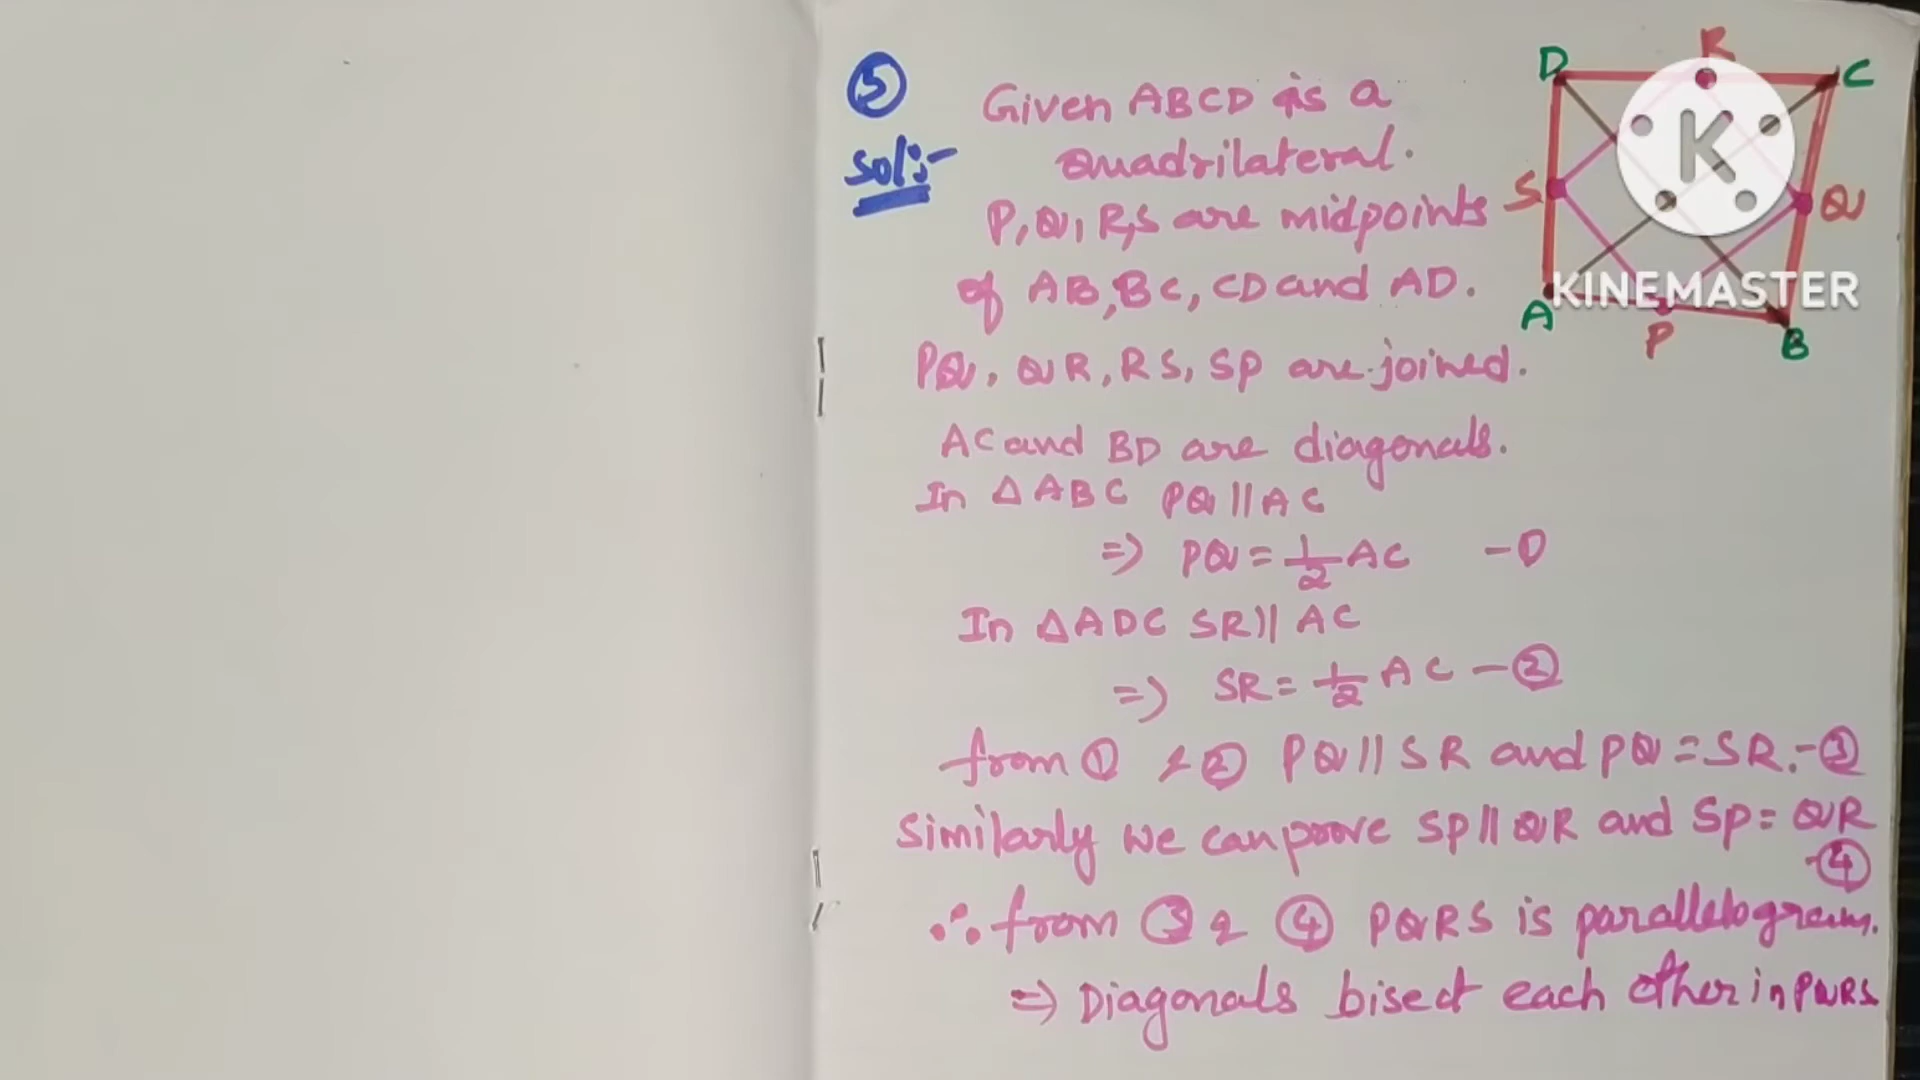 5
Sol:-
Given ABCD is a
Quadrilateral.
P, Q, R, S are midpoints
of AB, BC, CD and AD.
PQ, QR, RS, SP are joined.
AC and BD are diagonals.
In △ABC PQ || AC
=> PQ = 1/2 AC -①
In △ADC SR || AC
=> SR = 1/2 AC -②
from ① & ② PQ || SR and PQ = SR. -③
Similarly we can prove SP || QR and SP = QR
-④
∴ from ③ & ④ PQRS is parallelogram.
=> Diagonals bisect each other in PQRS
D
R
C
K
S
Q
KINEMASTER
A
P
B